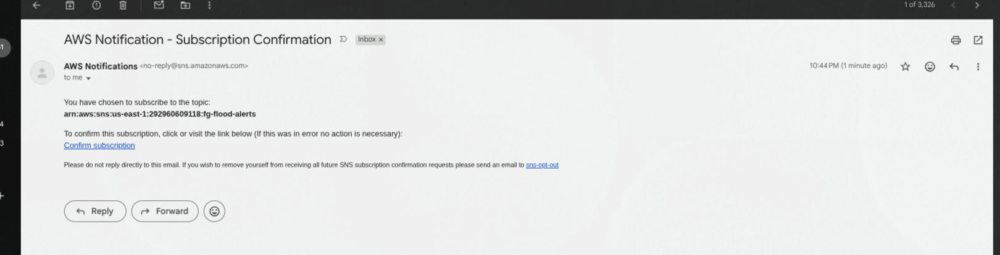 1 of 3,326
AWS Notification - Subscription Confirmation
Inbox ×
AWS Notifications <no-reply@sns.amazonaws.com>
10:44 PM (1 minute ago)
to me
You have chosen to subscribe to the topic:
arn:aws:sns:us-east-1:292960609118:fg-flood-alerts
To confirm this subscription, click or visit the link below (If this was in error no action is necessary):
Confirm subscription
Please do not reply directly to this email. If you wish to remove yourself from receiving all future SNS subscription confirmation requests please send an email to sns-opt-out
Reply
Forward
4
3